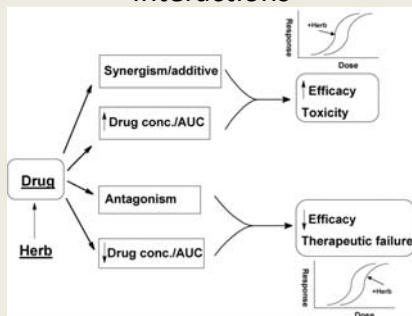 Interactions
Response
+Herb
Dose
Synergism/additive
↑ Drug conc./AUC
↑ Efficacy
Toxicity
Drug
Herb
Antagonism
↓ Drug conc./AUC
↓ Efficacy
Therapeutic failure
Response
+Herb
Dose